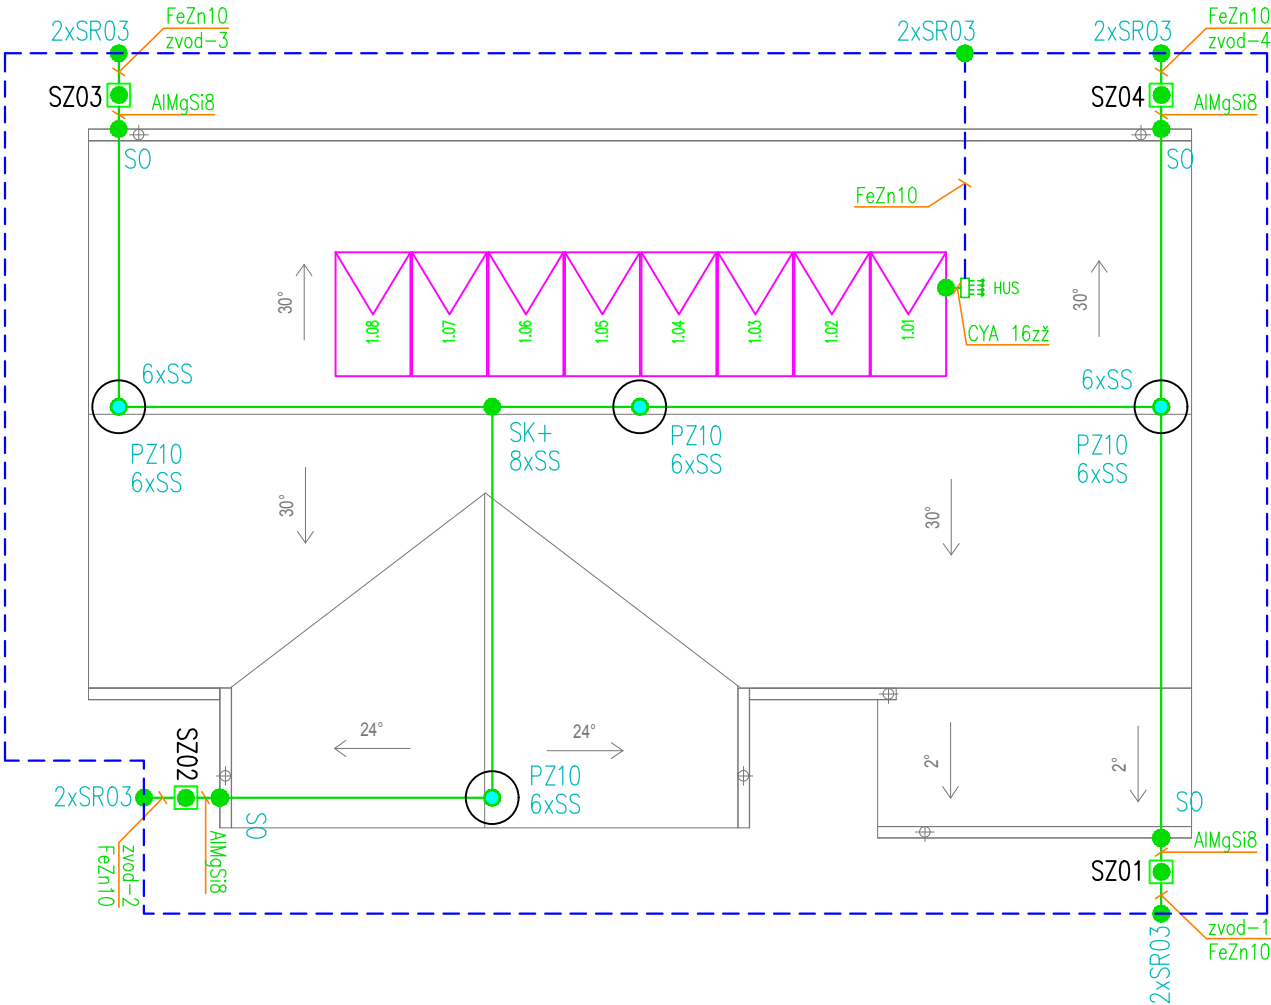 FeZn10
zvod-3
2xSR03
2xSR03
2xSR03
FeZn10
zvod-4
SZ03
AlMgSi8
SZ04
AlMgSi8
SO
SO
FeZn10
30°
30°
HUS
1.08
1.07
1.06
1.05
1.04
1.03
1.02
1.01
CYA 16zž
6xSS
6xSS
PZ10
6xSS
SK+
8xSS
PZ10
6xSS
PZ10
6xSS
30°
30°
24°
24°
2°
2°
SZ02
2xSR03
PZ10
6xSS
SO
SO
AlMgSi8
zvod-2
FeZn10
AlMgSi8
SZ01
zvod-1
FeZn10
2xSR03